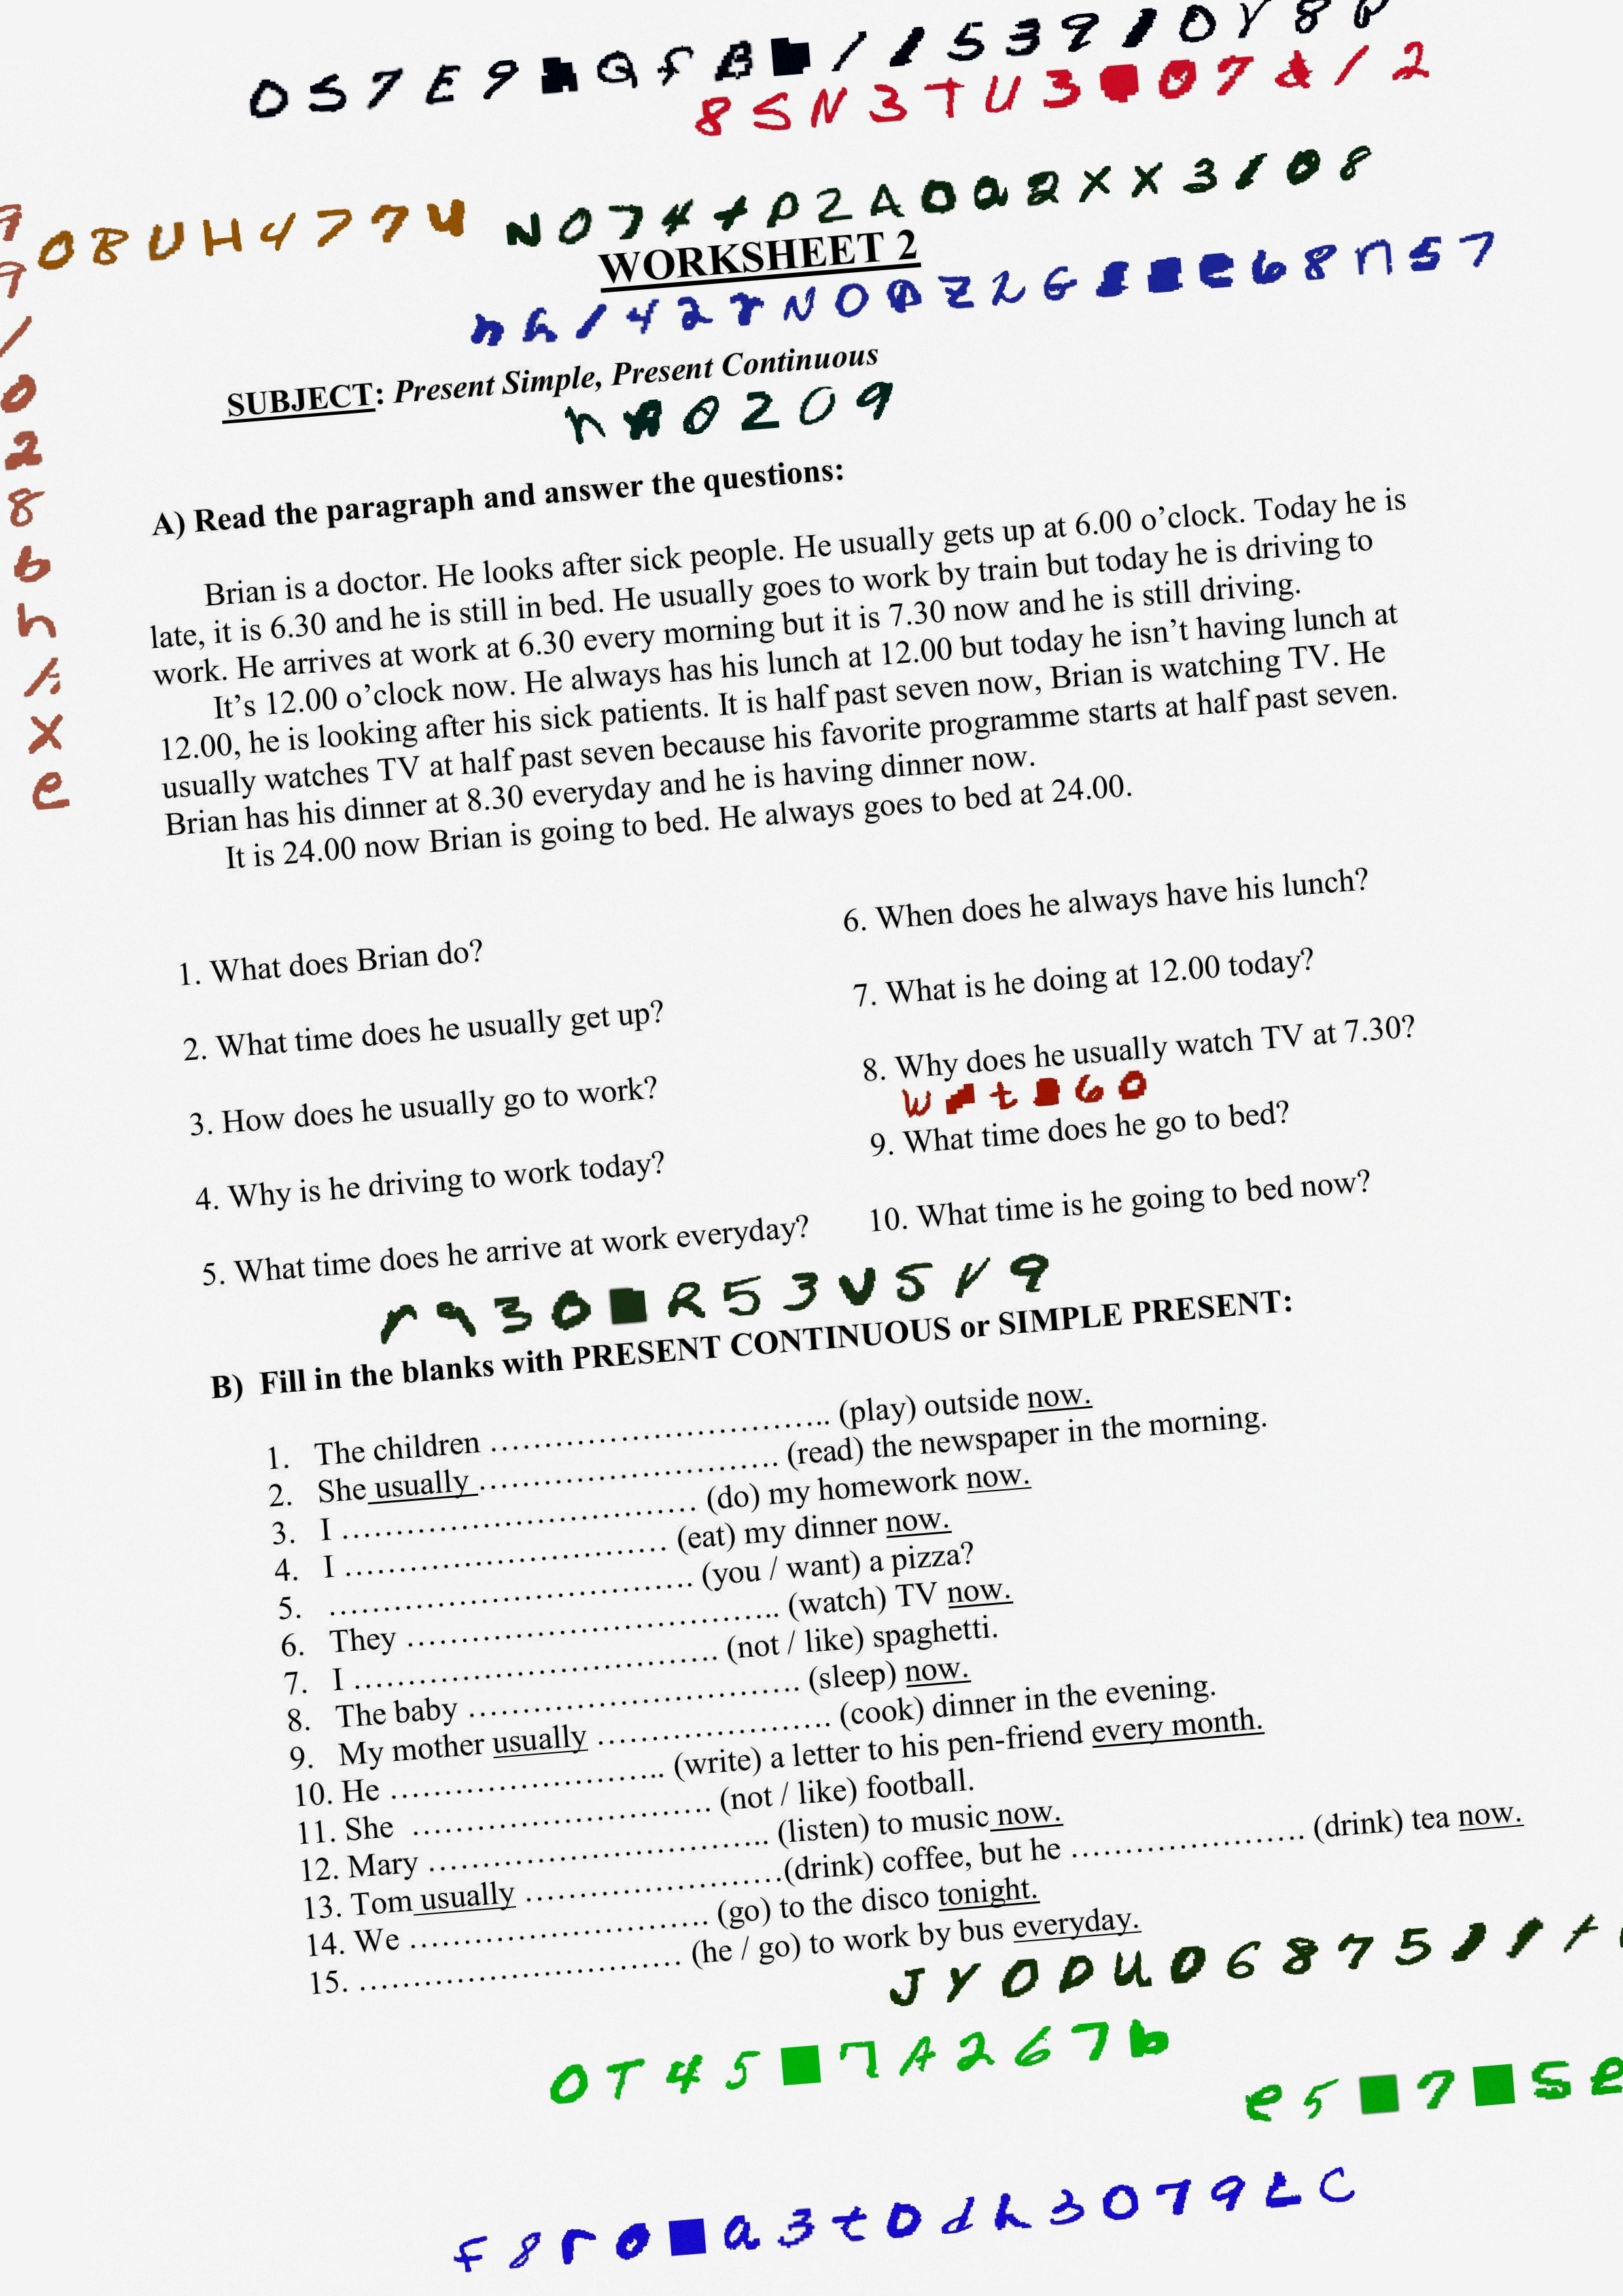 8SN3TU3
OBUH4774
WORKSHEET 2
SUBJECT: Present Simple, Present Continuous
A) Read the paragraph and answer the questions:
Brian is a doctor. He looks after sick people. He usually gets up at 6.00 o’clock. Today he is
late, it is 6.30 and he is still in bed. He usually goes to work by train but today he is driving to
work. He arrives at work at 6.30 every morning but it is 7.30 now and he is still driving.
It’s 12.00 o’clock now. He always has his lunch at 12.00 but today he isn’t having lunch at
12.00, he is looking after his sick patients. It is half past seven now, Brian is watching TV. He
usually watches TV at half past seven because his favorite programme starts at half past seven.
Brian has his dinner at 8.30 everyday and he is having dinner now.
It is 24.00 now Brian is going to bed. He always goes to bed at 24.00.
1. What does Brian do?
2. What time does he usually get up?
3. How does he usually go to work?
4. Why is he driving to work today?
5. What time does he arrive at work everyday?
6. When does he always have his lunch?
7. What is he doing at 12.00 today?
8. Why does he usually watch TV at 7.30?
9. What time does he go to bed?
10. What time is he going to bed now?
B) Fill in the blanks with PRESENT CONTINUOUS or SIMPLE PRESENT:
1. The children ………………………….. (play) outside now.
2. She usually ………………………. (read) the newspaper in the morning.
3. I …………………………… (do) my homework now.
4. I ………………………… (eat) my dinner now.
5. …………………………… (you / want) a pizza?
6. They …………………………….. (watch) TV now.
7. I ……………………………. (not / like) spaghetti.
8. The baby …………………………. (sleep) now.
9. My mother usually …………………. (cook) dinner in the evening.
10. He …………………….. (write) a letter to his pen-friend every month.
11. She ………………………. (not / like) football.
12. Mary ………………………….. (listen) to music now.
13. Tom usually …………………….(drink) coffee, but he …………………. (drink) tea now.
14. We ………………………. (go) to the disco tonight.
15. ………………………… (he / go) to work by bus everyday.
OT45 7A267b